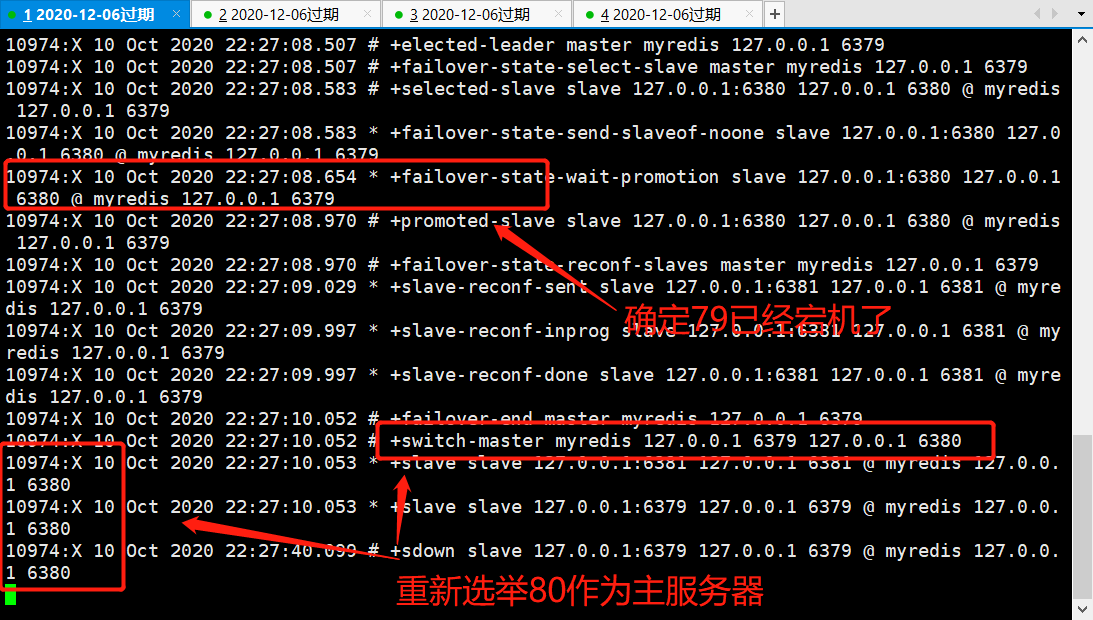 1 2020-12-06过期 × 2 2020-12-06过期 × 3 2020-12-06过期 × 4 2020-12-06过期 × +
10974:X 10 Oct 2020 22:27:08.507 # +elected-leader master myredis 127.0.0.1 6379
10974:X 10 Oct 2020 22:27:08.507 # +failover-state-select-slave master myredis 127.0.0.1 6379
10974:X 10 Oct 2020 22:27:08.583 # +selected-slave slave 127.0.0.1:6380 127.0.0.1 6380 @ myredis
127.0.0.1 6379
10974:X 10 Oct 2020 22:27:08.583 * +failover-state-send-slaveof-noone slave 127.0.0.1:6380 127.0
.0.1 6380 @ myredis 127.0.0.1 6379
10974:X 10 Oct 2020 22:27:08.654 * +failover-state-wait-promotion slave 127.0.0.1:6380 127.0.0.1
6380 @ myredis 127.0.0.1 6379
10974:X 10 Oct 2020 22:27:08.970 # +promoted-slave slave 127.0.0.1:6380 127.0.0.1 6380 @ myredis
127.0.0.1 6379
10974:X 10 Oct 2020 22:27:08.970 # +failover-state-reconf-slaves master myredis 127.0.0.1 6379
10974:X 10 Oct 2020 22:27:09.029 * +slave-reconf-sent slave 127.0.0.1:6381 127.0.0.1 6381 @ myre
dis 127.0.0.1 6379
确定79已经宕机了
10974:X 10 Oct 2020 22:27:09.997 * +slave-reconf-inprog slave 127.0.0.1:6381 127.0.0.1 6381 @ my
redis 127.0.0.1 6379
10974:X 10 Oct 2020 22:27:09.997 * +slave-reconf-done slave 127.0.0.1:6381 127.0.0.1 6381 @ myre
dis 127.0.0.1 6379
10974:X 10 Oct 2020 22:27:10.052 # +failover-end master myredis 127.0.0.1 6379
10974:X 10 Oct 2020 22:27:10.052 # +switch-master myredis 127.0.0.1 6379 127.0.0.1 6380
10974:X 10 Oct 2020 22:27:10.053 * +slave slave 127.0.0.1:6381 127.0.0.1 6381 @ myredis 127.0.0.
1 6380
10974:X 10 Oct 2020 22:27:10.053 * +slave slave 127.0.0.1:6379 127.0.0.1 6379 @ myredis 127.0.0.
1 6380
10974:X 10 Oct 2020 22:27:40.099 # +sdown slave 127.0.0.1:6379 127.0.0.1 6379 @ myredis 127.0.0.
1 6380
重新选举80作为主服务器